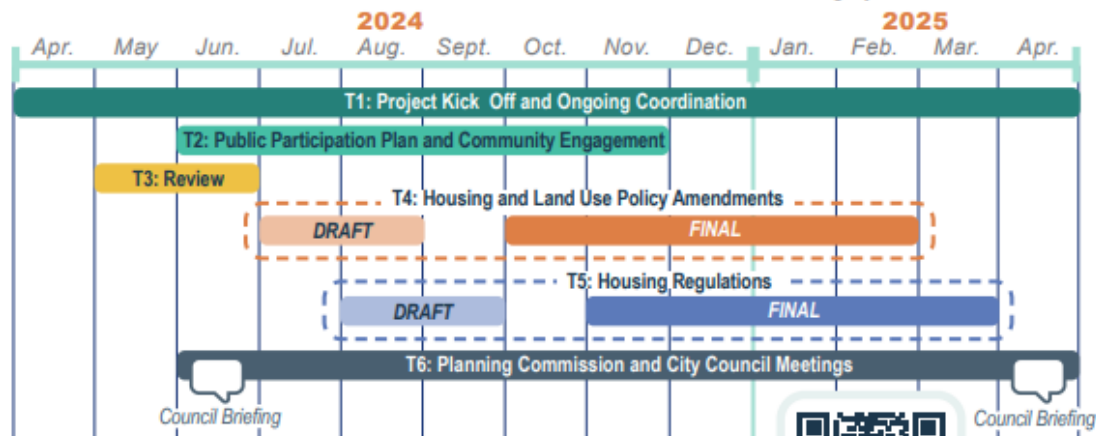 2024 2025
Apr. May Jun. Jul. Aug. Sept. Oct. Nov. Dec. Jan. Feb. Mar. Apr.
T1: Project Kick Off and Ongoing Coordination
T2: Public Participation Plan and Community Engagement
T3: Review
T4: Housing and Land Use Policy Amendments
DRAFT FINAL
T5: Housing Regulations
DRAFT FINAL
T6: Planning Commission and City Council Meetings
Council Briefing Council Briefing